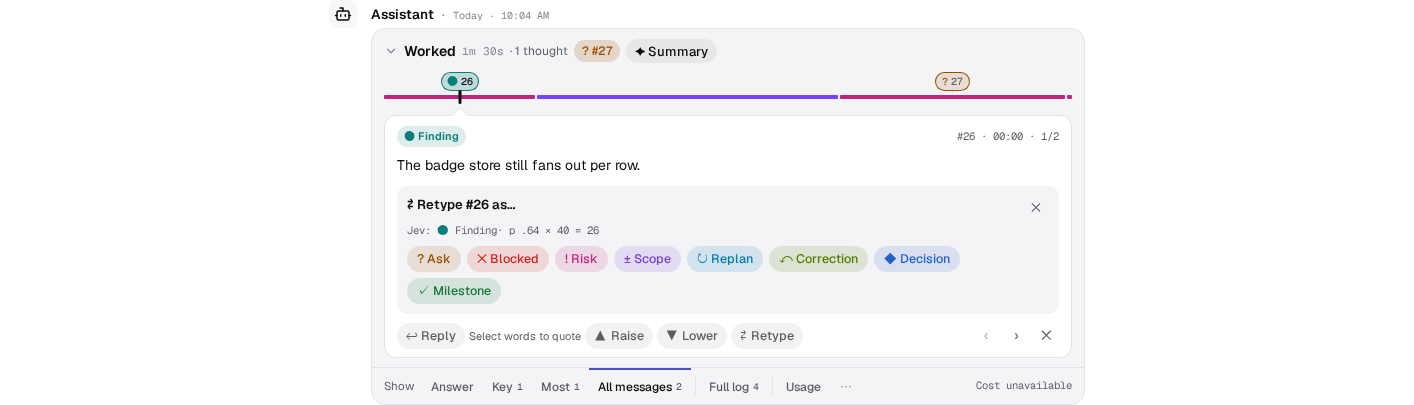 Assistant · Today · 10:04 AM
Worked 1m 30s · 1 thought ? #27 ✦ Summary
26 ? 27
Finding #26 · 00:00 · 1/2
The badge store still fans out per row.
⇄ Retype #26 as… ×
Jev: Finding· p .64 × 40 = 26
? Ask × Blocked ! Risk ± Scope ↻ Replan ↶ Correction ◆ Decision
✓ Milestone
↩ Reply Select words to quote ▲ Raise ▼ Lower ⇄ Retype ‹ › ×
Show Answer Key 1 Most 1 All messages 2 Full log 4 Usage ··· Cost unavailable